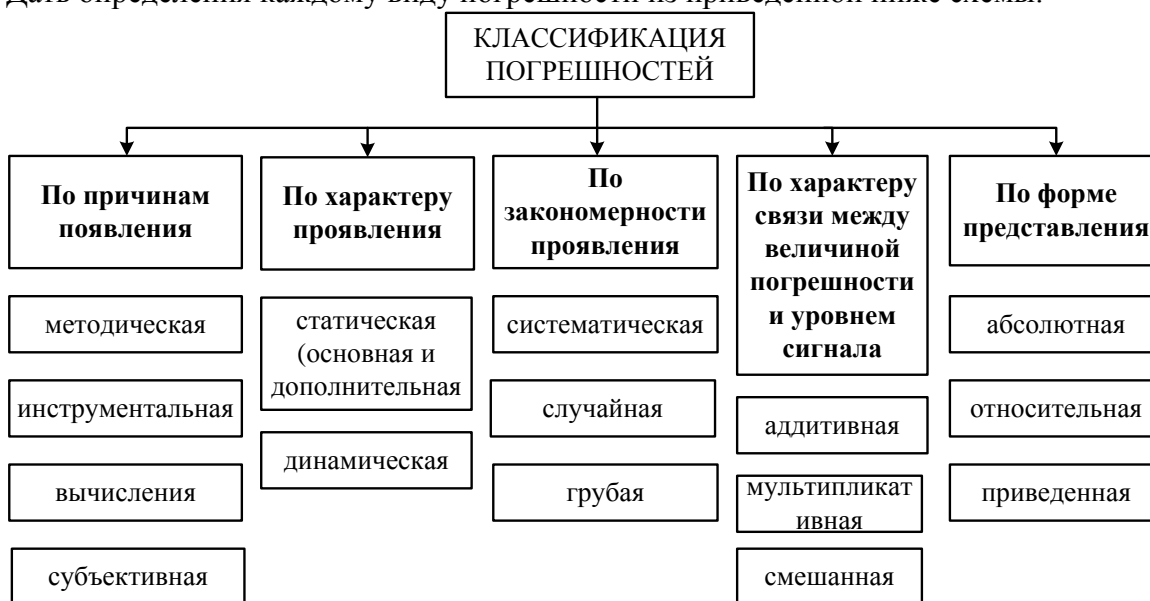 Дать определения каждому виду погрешности из приведенной ниже схемы.
КЛАССИФИКАЦИЯ
ПОГРЕШНОСТЕЙ
По причинам
появления
методическая
инструментальная
вычисления
субъективная
По характеру
проявления
статическая
(основная и
дополнительная
динамическая
По
закономерности
проявления
систематическая
случайная
грубая
По характеру
связи между
величиной
погрешности
и уровнем
сигнала
аддитивная
мультипликат
ивная
смешанная
По форме
представления
абсолютная
относительная
приведенная